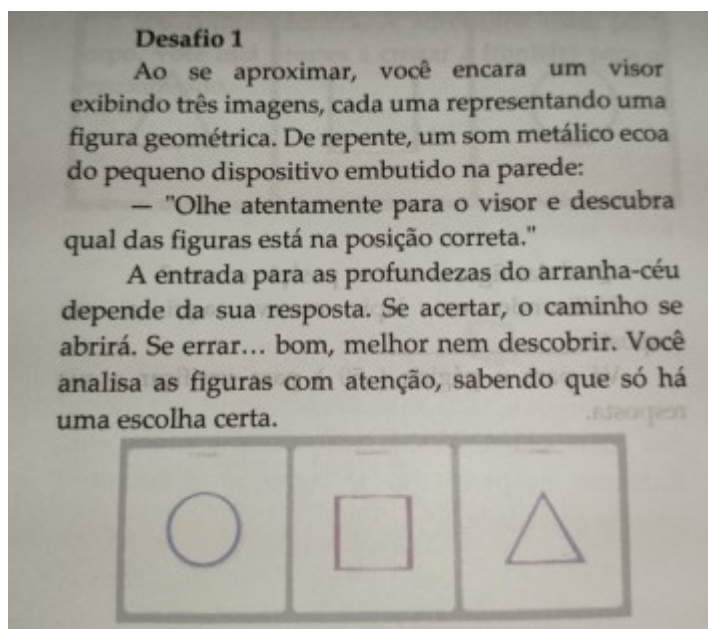 Desafio 1
Ao se aproximar, você encara um visor
exibindo três imagens, cada uma representando uma
figura geométrica. De repente, um som metálico ecoa
do pequeno dispositivo embutido na parede:
— "Olhe atentamente para o visor e descubra
qual das figuras está na posição correta."
A entrada para as profundezas do arranha-céu
depende da sua resposta. Se acertar, o caminho se
abrirá. Se errar... bom, melhor nem descobrir. Você
analisa as figuras com atenção, sabendo que só há
uma escolha certa.